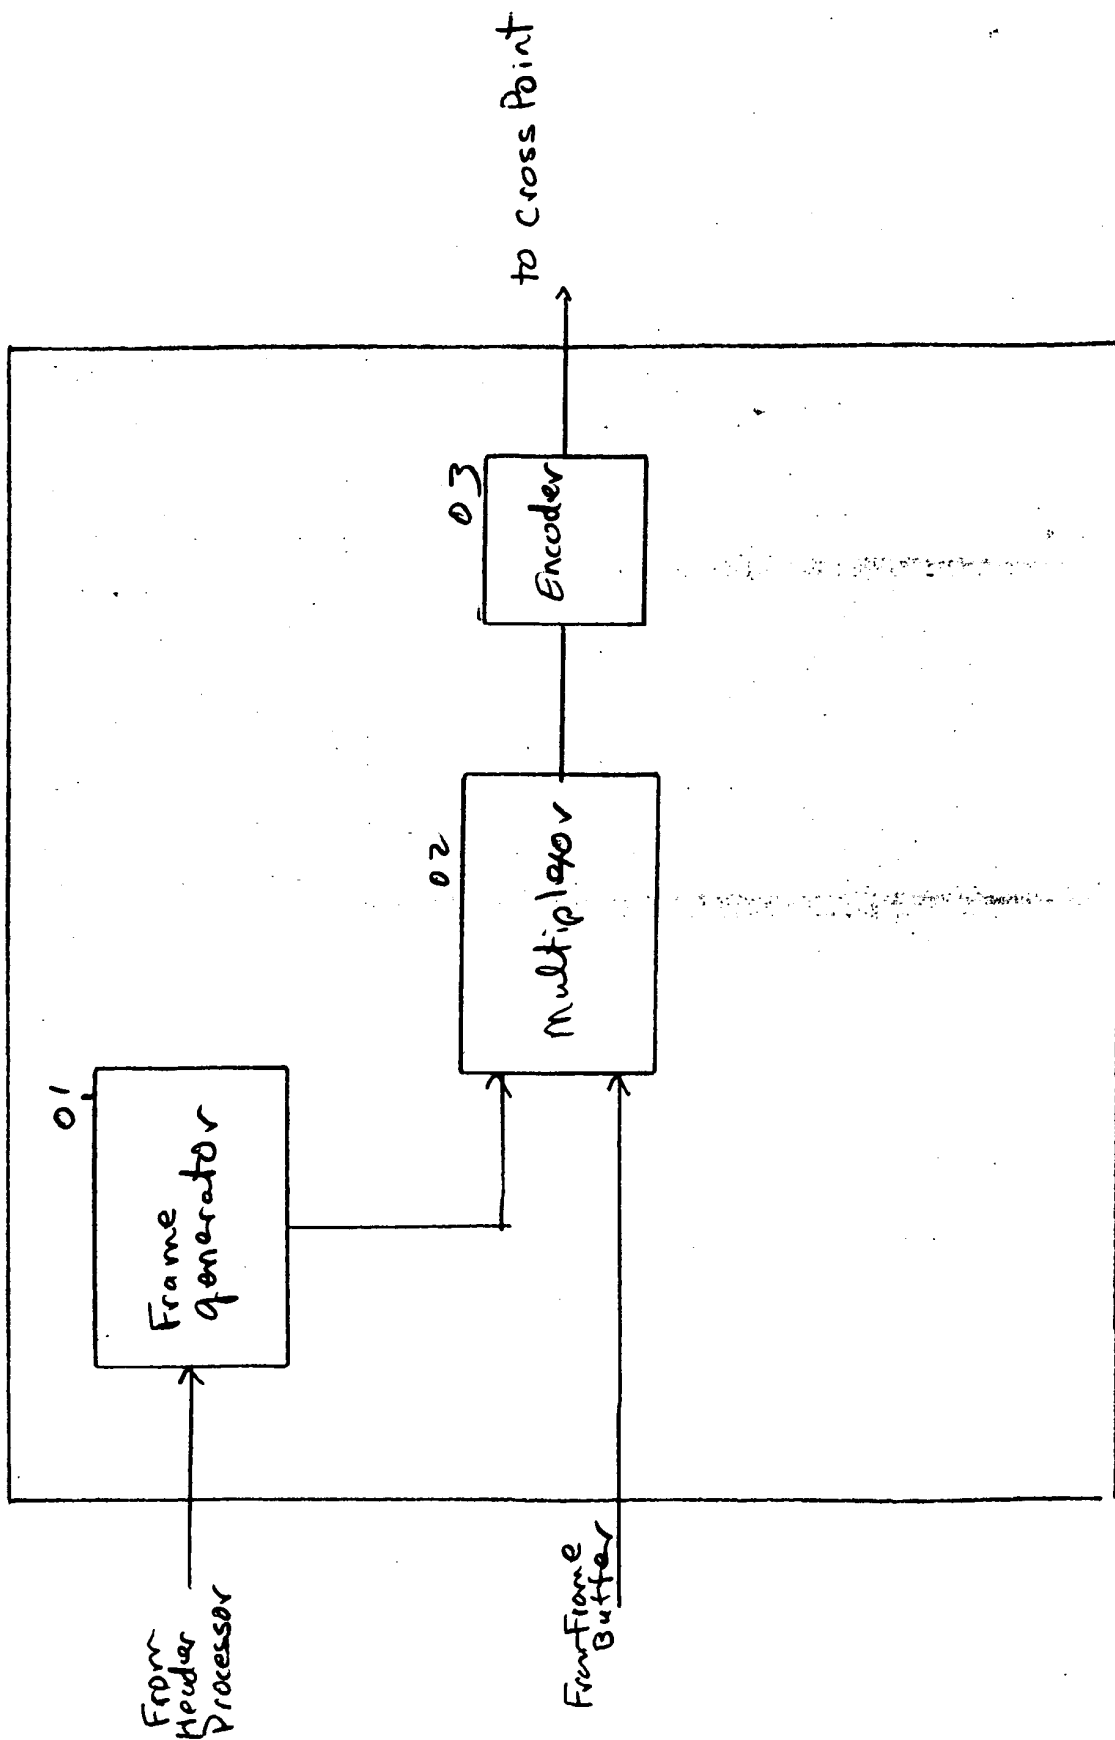 From
Header
Processor
01
Frame
generator
From Frame
Buffer
02
Multiplexor
03
Encoder
to Cross Point